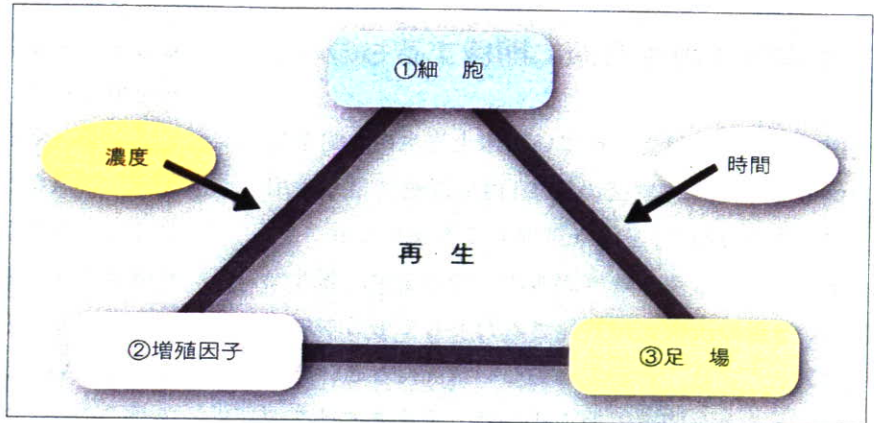 ①細 胞
濃度
時間
再 生
②増殖因子
③足 場